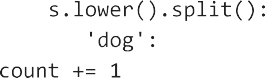 s.lower().split():
'dog':
count += 1